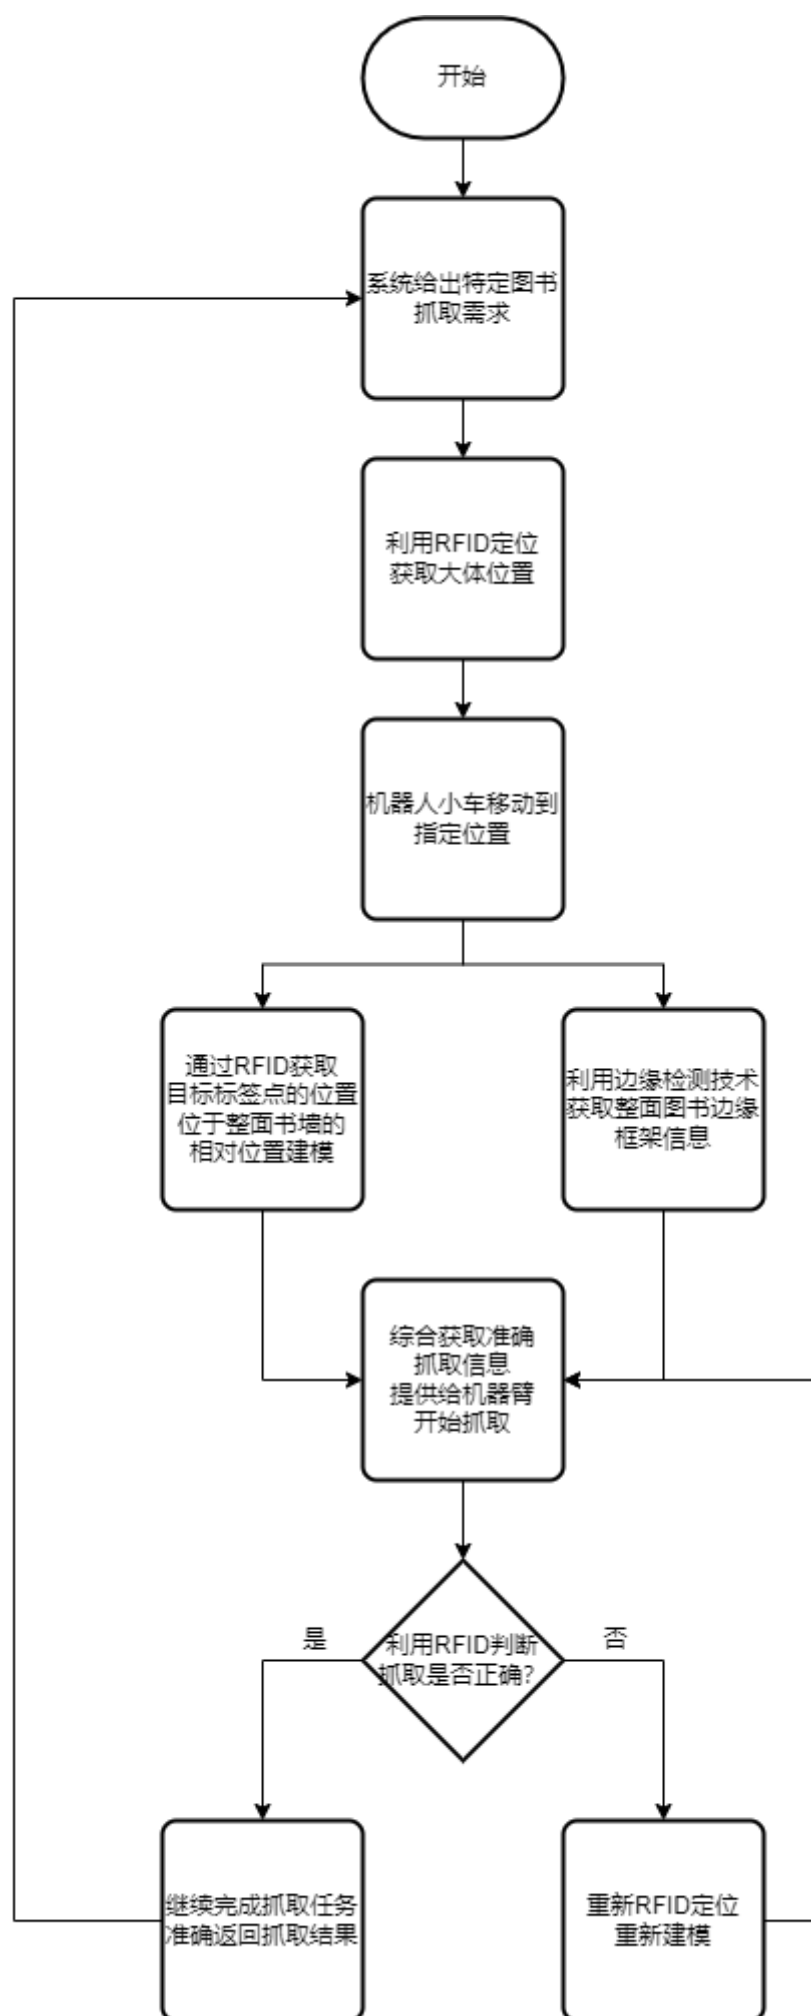 开始
系统给出特定图书
抓取需求
利用RFID定位
获取大体位置
机器人小车移动到
指定位置
通过RFID获取
目标标签点的位置
位于整面书墙的
相对位置建模
利用边缘检测技术
获取整面图书边缘
框架信息
综合获取准确
抓取信息
提供给机器臂
开始抓取
利用RFID判断
抓取是否正确?
是
否
继续完成抓取任务
准确返回抓取结果
重新RFID定位
重新建模